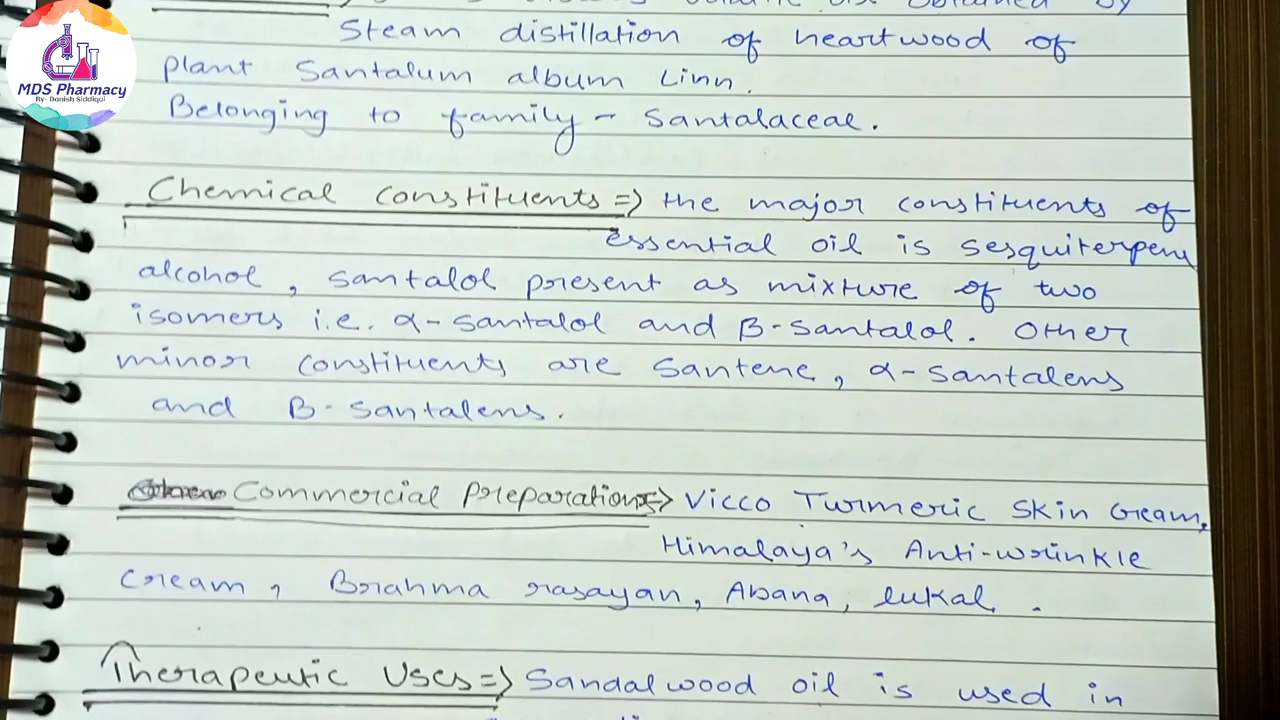 MDS Pharmacy
By- Danish Siddiqui
obtained by
Steam distillation of heartwood of
plant Santalum album Linn.
Belonging to family - Santalaceae.
Chemical constituents => the major constituents of
essential oil is sesquiterpene
alcohol, santalol present as mixture of two
isomers i.e. α-santalol and β-santalol. Other
minor constituents are santene, α-santalens
and β-santalens.
Commercial Preparations => Vicco Turmeric Skin Cream,
Himalaya's Anti-wrinkle
cream, Brahma rasayan, Abana, lukal.
Therapeutic Uses => Sandalwood oil is used in